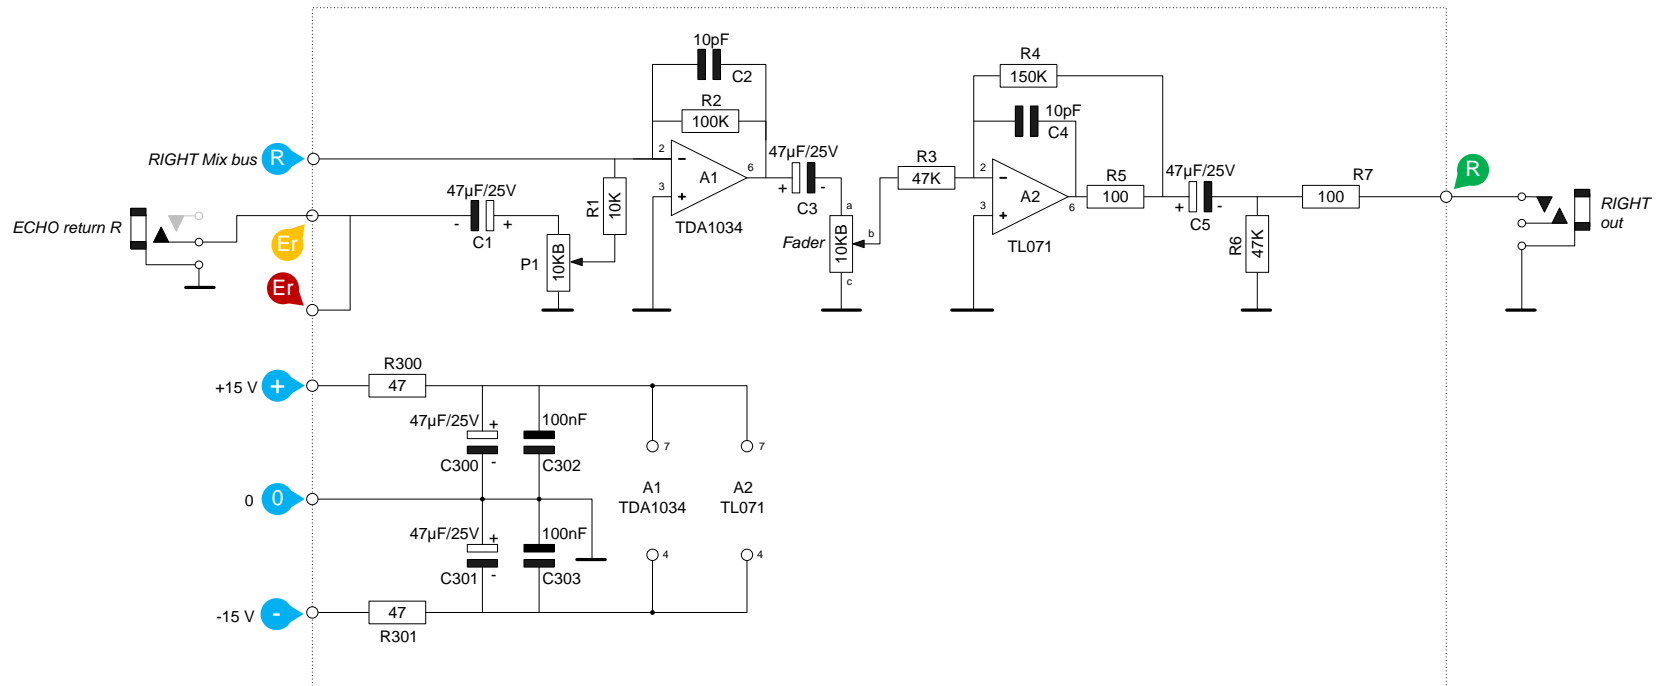 10pF
C2
R2
100K
RIGHT Mix bus
R
2
-
3
+
A1
6
TDA1034
47µF/25V
+
-
C3
R4
150K
10pF
C4
R3
47K
2
-
3
+
A2
6
TL071
R5
100
47µF/25V
+
-
C5
R7
100
R
RIGHT
out
47µF/25V
-
+
C1
R1
10K
ECHO return R
Er
P1
10KB
a
Fader
10KB
b
c
R6
47K
Er
R300
+15 V
+
47
47µF/25V
+
-
C300
100nF
C302
7
7
0
0
A1
TDA1034
A2
TL071
47µF/25V
+
-
C301
100nF
C303
4
4
-15 V
-
47
R301